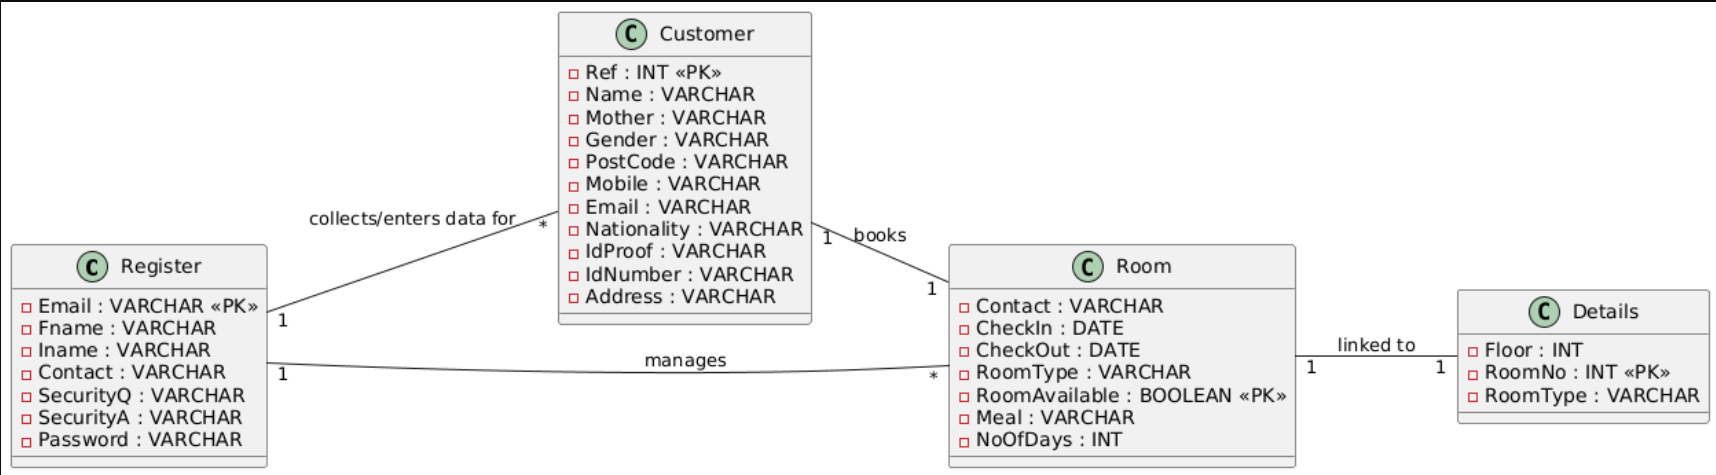 C Customer
Ref : INT «PK»
Name : VARCHAR
Mother : VARCHAR
Gender : VARCHAR
PostCode : VARCHAR
Mobile : VARCHAR
Email : VARCHAR
Nationality : VARCHAR
IdProof : VARCHAR
IdNumber : VARCHAR
Address : VARCHAR
collects/enters data for
*
1
1 books
1
C Register
Email : VARCHAR «PK»
Fname : VARCHAR
Iname : VARCHAR
Contact : VARCHAR
SecurityQ : VARCHAR
SecurityA : VARCHAR
Password : VARCHAR
manages
1
*
C Room
Contact : VARCHAR
CheckIn : DATE
CheckOut : DATE
RoomType : VARCHAR
RoomAvailable : BOOLEAN «PK»
Meal : VARCHAR
NoOfDays : INT
linked to
1
1
C Details
Floor : INT
RoomNo : INT «PK»
RoomType : VARCHAR